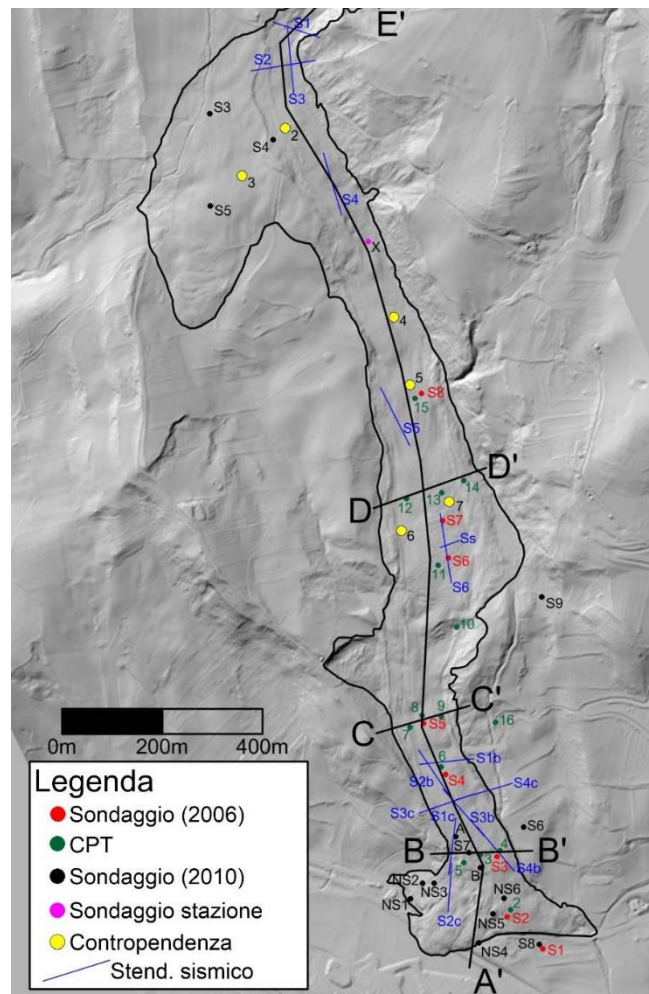 E'
S1
S2
S3
S3
2
S4
3
S4
S5
X
4
5
S8
15
S5
D'
14
13
12
D
7
S7
6
Ss
S6
11
S6
S9
10
C'
8
9
S5
7
16
C
6
S1b
S4
S2b
S4c
S3c
S1c
S3b
A
S6
B
S7
4
B'
3
S3
5
B
S4b
NS2
NS3
NS1
NS6
2
S2
NS5
S2c
NS4
S8
S1
A'
0m
200m
400m
Legenda
Sondaggio (2006)
CPT
Sondaggio (2010)
Sondaggio stazione
Contropendenza
Stend. sismico